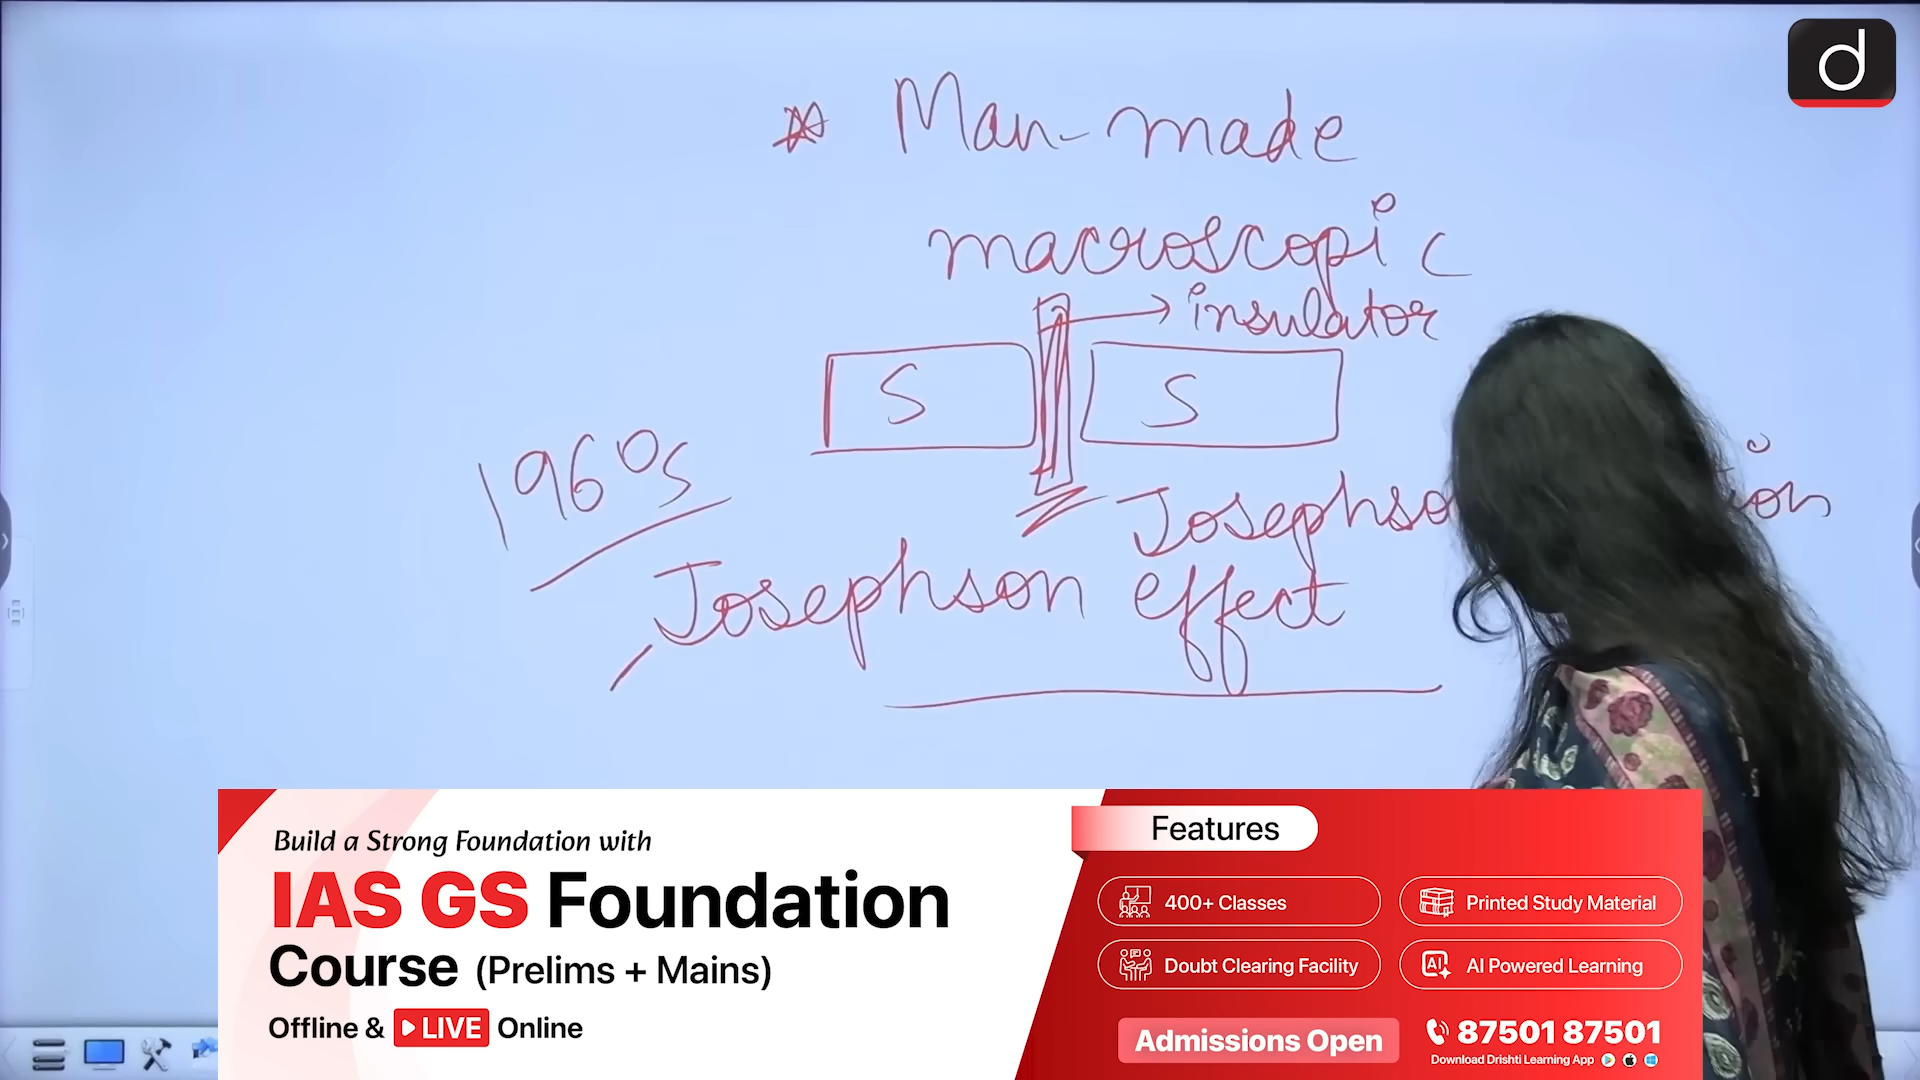 d
* Man-made
macroscopic
insulator
S S
1960s
Josephson effect
Build a Strong Foundation with
IAS GS Foundation
Course (Prelims + Mains)
Offline & LIVE Online
Features
400+ Classes
Printed Study Material
Doubt Clearing Facility
AI AI Powered Learning
Admissions Open
87501 87501
Download Drishti Learning App